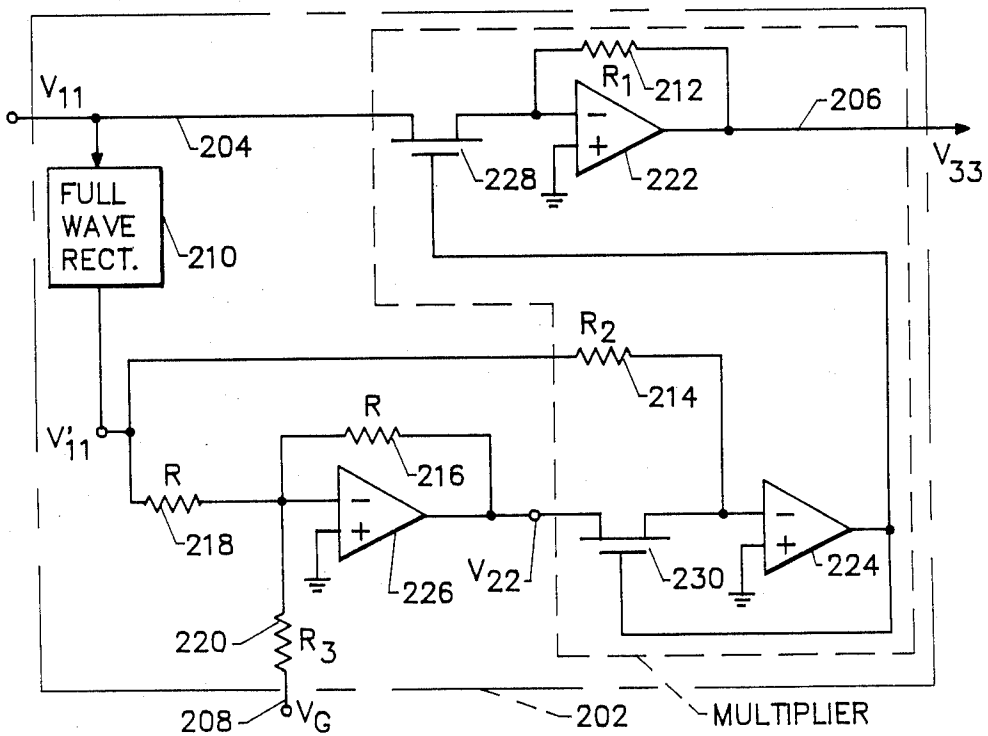 V11
R1
212
206
204
228
222
V33
FULL
WAVE
RECT.
210
R2
214
V'11
R
216
R
218
226
V22
230
224
220
R3
208
VG
202
MULTIPLIER